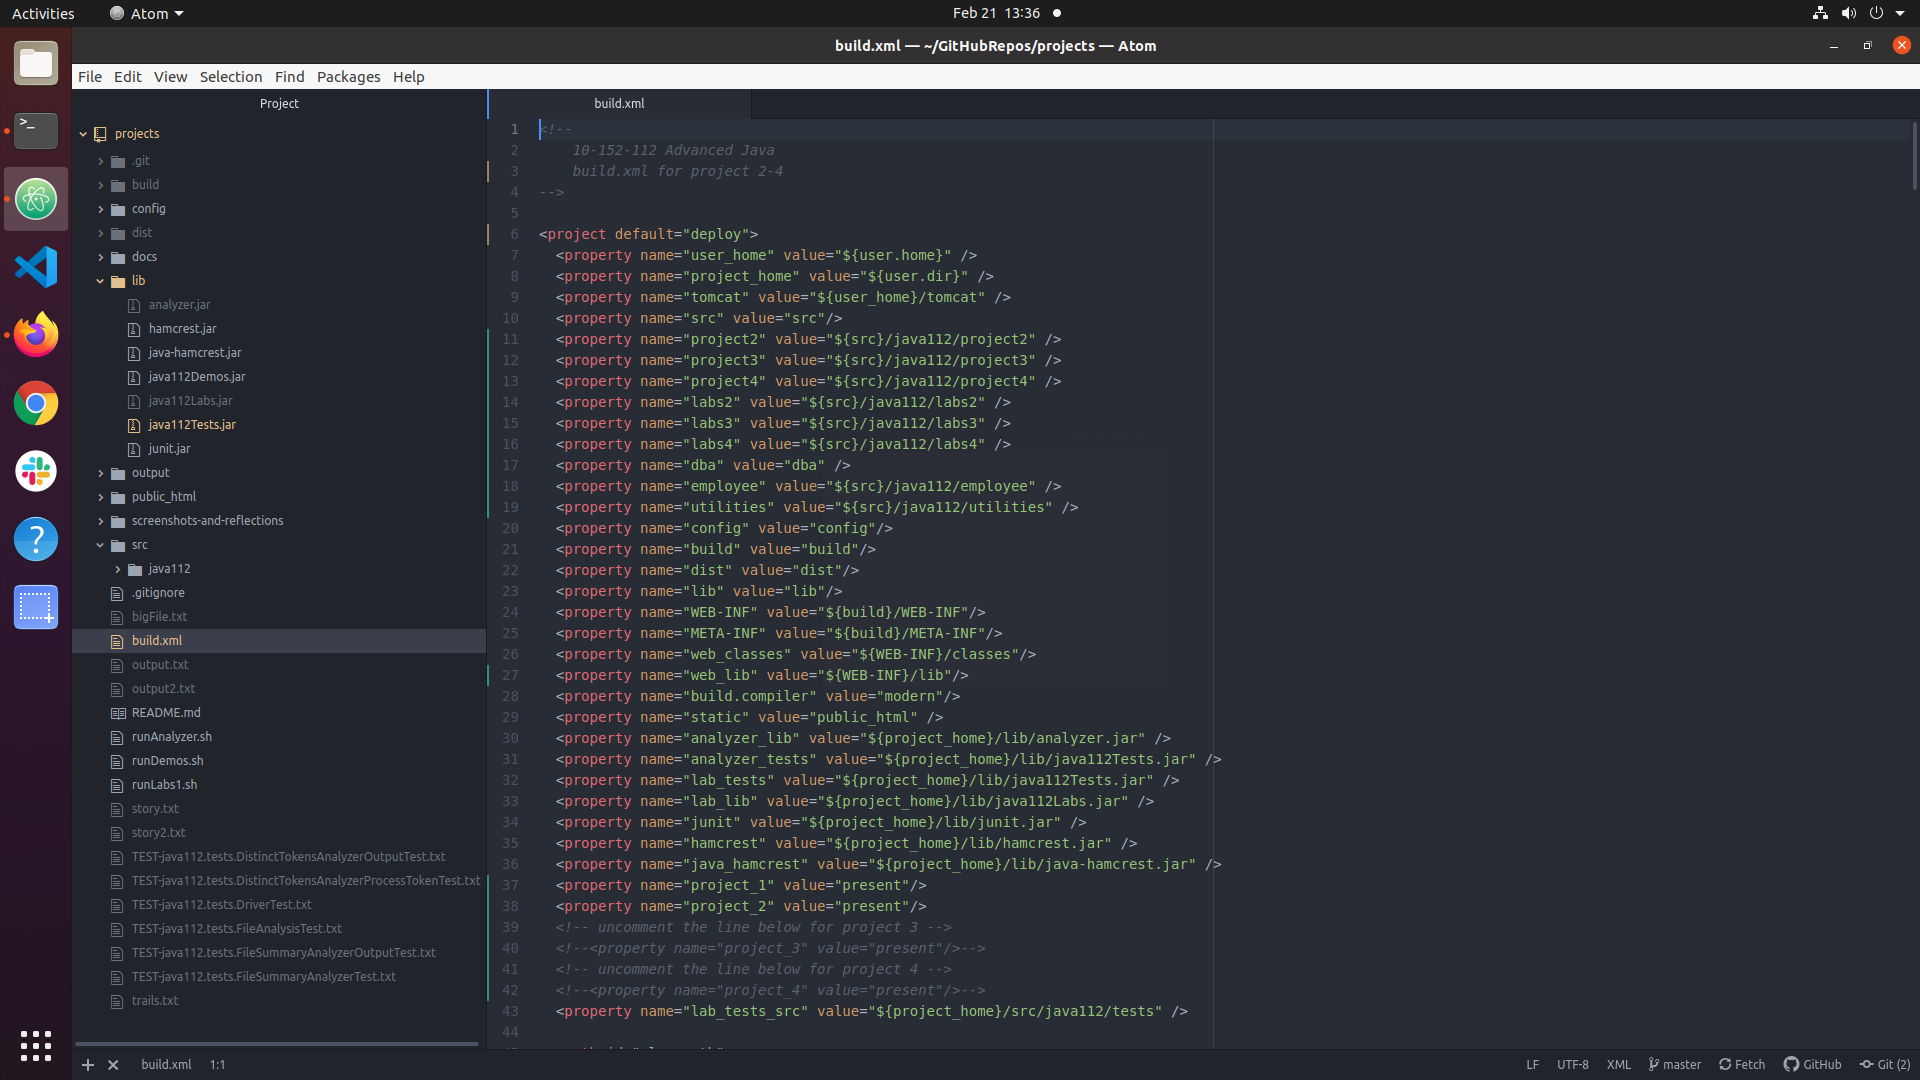 Activities
Atom
Feb 21 13:36
build.xml — ~/GitHubRepos/projects — Atom
File Edit View Selection Find Packages Help
Project
projects
.git
build
config
dist
docs
lib
analyzer.jar
hamcrest.jar
java-hamcrest.jar
java112Demos.jar
java112Labs.jar
java112Tests.jar
junit.jar
output
public_html
screenshots-and-reflections
src
java112
.gitignore
bigFile.txt
build.xml
output.txt
output2.txt
README.md
runAnalyzer.sh
runDemos.sh
runLabs1.sh
story.txt
story2.txt
TEST-java112.tests.DistinctTokensAnalyzerOutputTest.txt
TEST-java112.tests.DistinctTokensAnalyzerProcessTokenTest.txt
TEST-java112.tests.DriverTest.txt
TEST-java112.tests.FileAnalysisTest.txt
TEST-java112.tests.FileSummaryAnalyzerOutputTest.txt
TEST-java112.tests.FileSummaryAnalyzerTest.txt
trails.txt
build.xml
1 <!--
2 10-152-112 Advanced Java
3 build.xml for project 2-4
4 -->
5
6 <project default="deploy">
7 <property name="user_home" value="${user.home}" />
8 <property name="project_home" value="${user.dir}" />
9 <property name="tomcat" value="${user_home}/tomcat" />
10 <property name="src" value="src"/>
11 <property name="project2" value="${src}/java112/project2" />
12 <property name="project3" value="${src}/java112/project3" />
13 <property name="project4" value="${src}/java112/project4" />
14 <property name="labs2" value="${src}/java112/labs2" />
15 <property name="labs3" value="${src}/java112/labs3" />
16 <property name="labs4" value="${src}/java112/labs4" />
17 <property name="dba" value="dba" />
18 <property name="employee" value="${src}/java112/employee" />
19 <property name="utilities" value="${src}/java112/utilities" />
20 <property name="config" value="config"/>
21 <property name="build" value="build"/>
22 <property name="dist" value="dist"/>
23 <property name="lib" value="lib"/>
24 <property name="WEB-INF" value="${build}/WEB-INF"/>
25 <property name="META-INF" value="${build}/META-INF"/>
26 <property name="web_classes" value="${WEB-INF}/classes"/>
27 <property name="web_lib" value="${WEB-INF}/lib"/>
28 <property name="build.compiler" value="modern"/>
29 <property name="static" value="public_html" />
30 <property name="analyzer_lib" value="${project_home}/lib/analyzer.jar" />
31 <property name="analyzer_tests" value="${project_home}/lib/java112Tests.jar" />
32 <property name="lab_tests" value="${project_home}/lib/java112Tests.jar" />
33 <property name="lab_lib" value="${project_home}/lib/java112Labs.jar" />
34 <property name="junit" value="${project_home}/lib/junit.jar" />
35 <property name="hamcrest" value="${project_home}/lib/hamcrest.jar" />
36 <property name="java_hamcrest" value="${project_home}/lib/java-hamcrest.jar" />
37 <property name="project_1" value="present"/>
38 <property name="project_2" value="present"/>
39 <!-- uncomment the line below for project 3 -->
40 <!--<property name="project_3" value="present"/>-->
41 <!-- uncomment the line below for project 4 -->
42 <!--<property name="project_4" value="present"/>-->
43 <property name="lab_tests_src" value="${project_home}/src/java112/tests" />
44
build.xml 1:1
LF UTF-8 XML master Fetch GitHub Git (2)